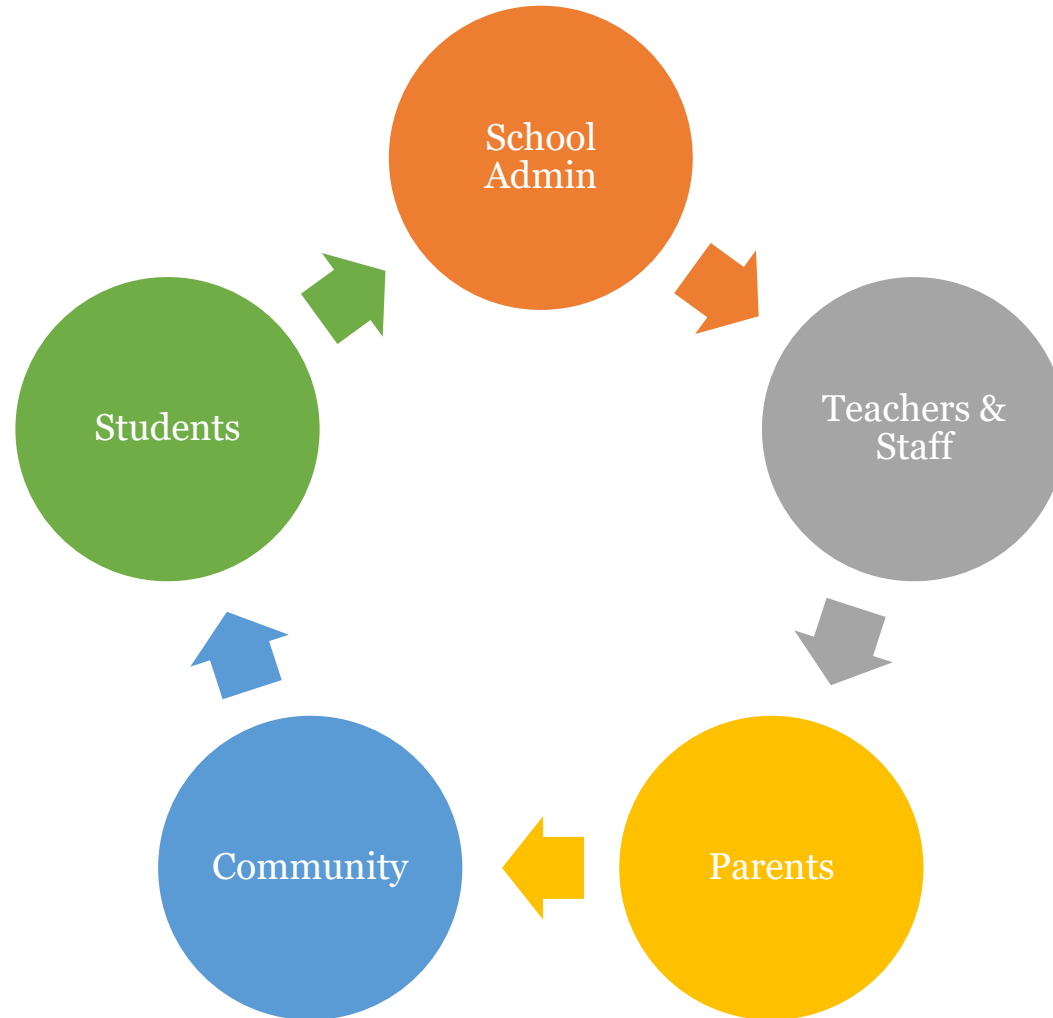 School
Admin
Teachers &
Staff
Parents
Community
Students